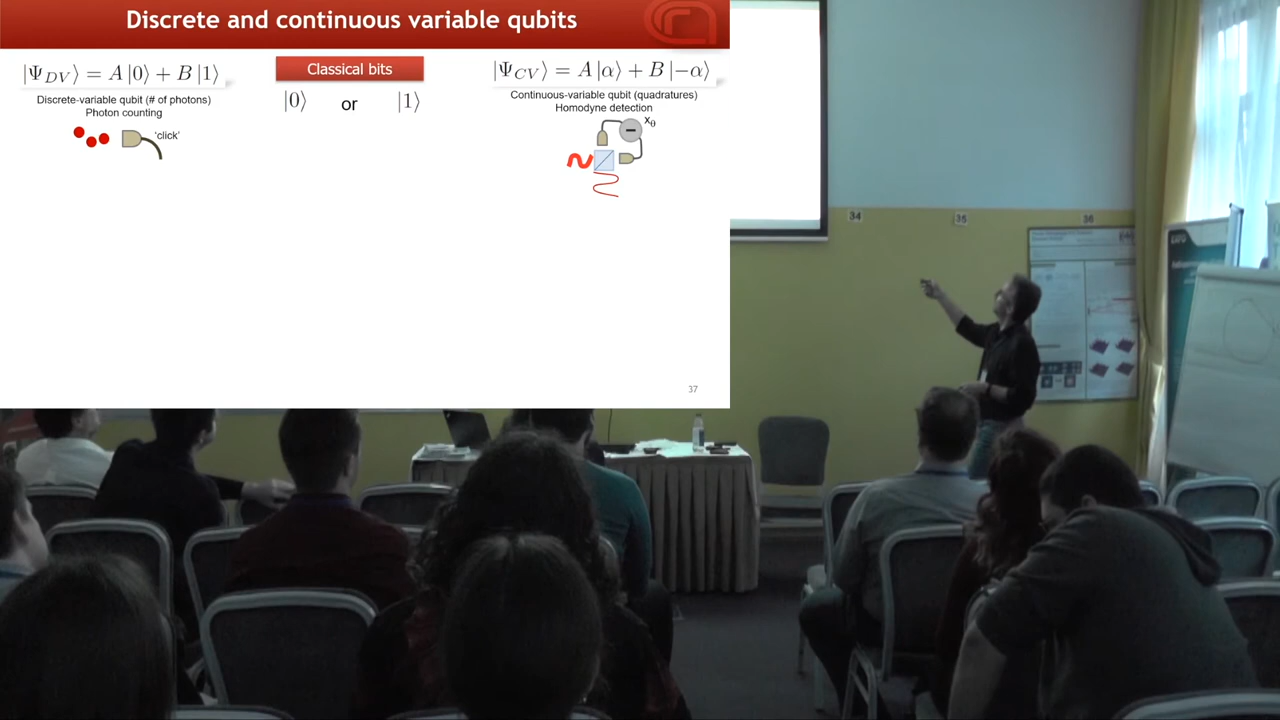 Discrete and continuous variable qubits
|Ψ_DV⟩ = A|0⟩ + B|1⟩
Discrete-variable qubit (# of photons)
Photon counting
'click'
Classical bits
|0⟩ or |1⟩
|Ψ_CV⟩ = A|α⟩ + B|−α⟩
Continuous-variable qubit (quadratures)
Homodyne detection
−
x_θ
37
34
35
36